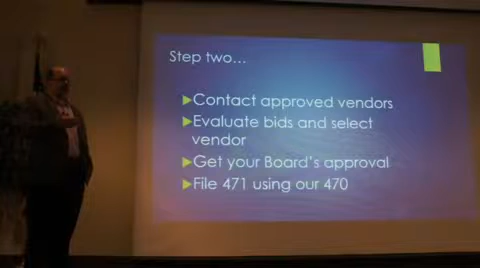 Step two...
▶Contact approved vendors
▶Evaluate bids and select
vendor
▶Get your Board's approval
▶File 471 using our 470